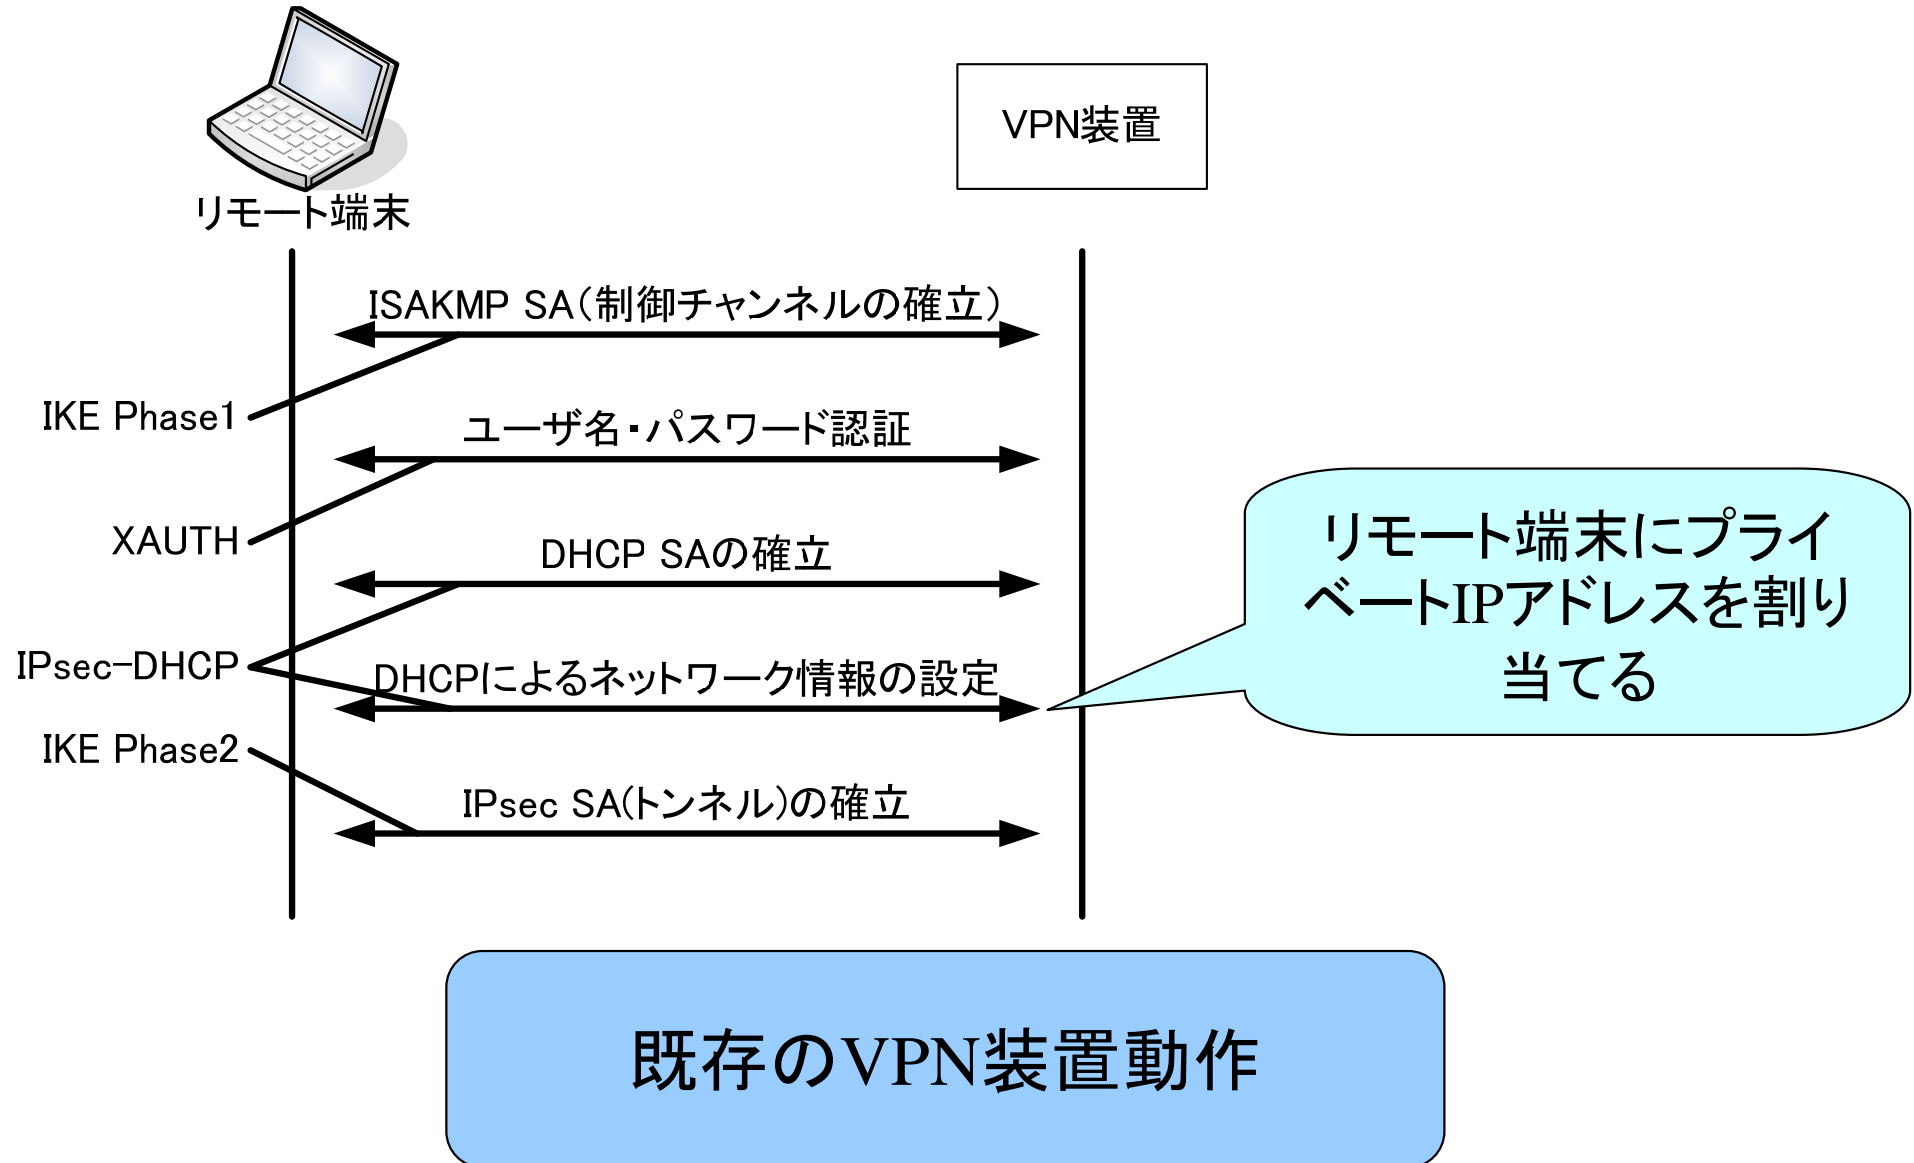 VPN装置
リモート端末
ISAKMP SA（制御チャンネルの確立）
IKE Phase1
ユーザ名・パスワード認証
XAUTH
DHCP SAの確立
リモート端末にプライ
ベートIPアドレスを割り
当てる
IPsec-DHCP
DHCPによるネットワーク情報の設定
IKE Phase2
IPsec SA(トンネル)の確立
既存のVPN装置動作